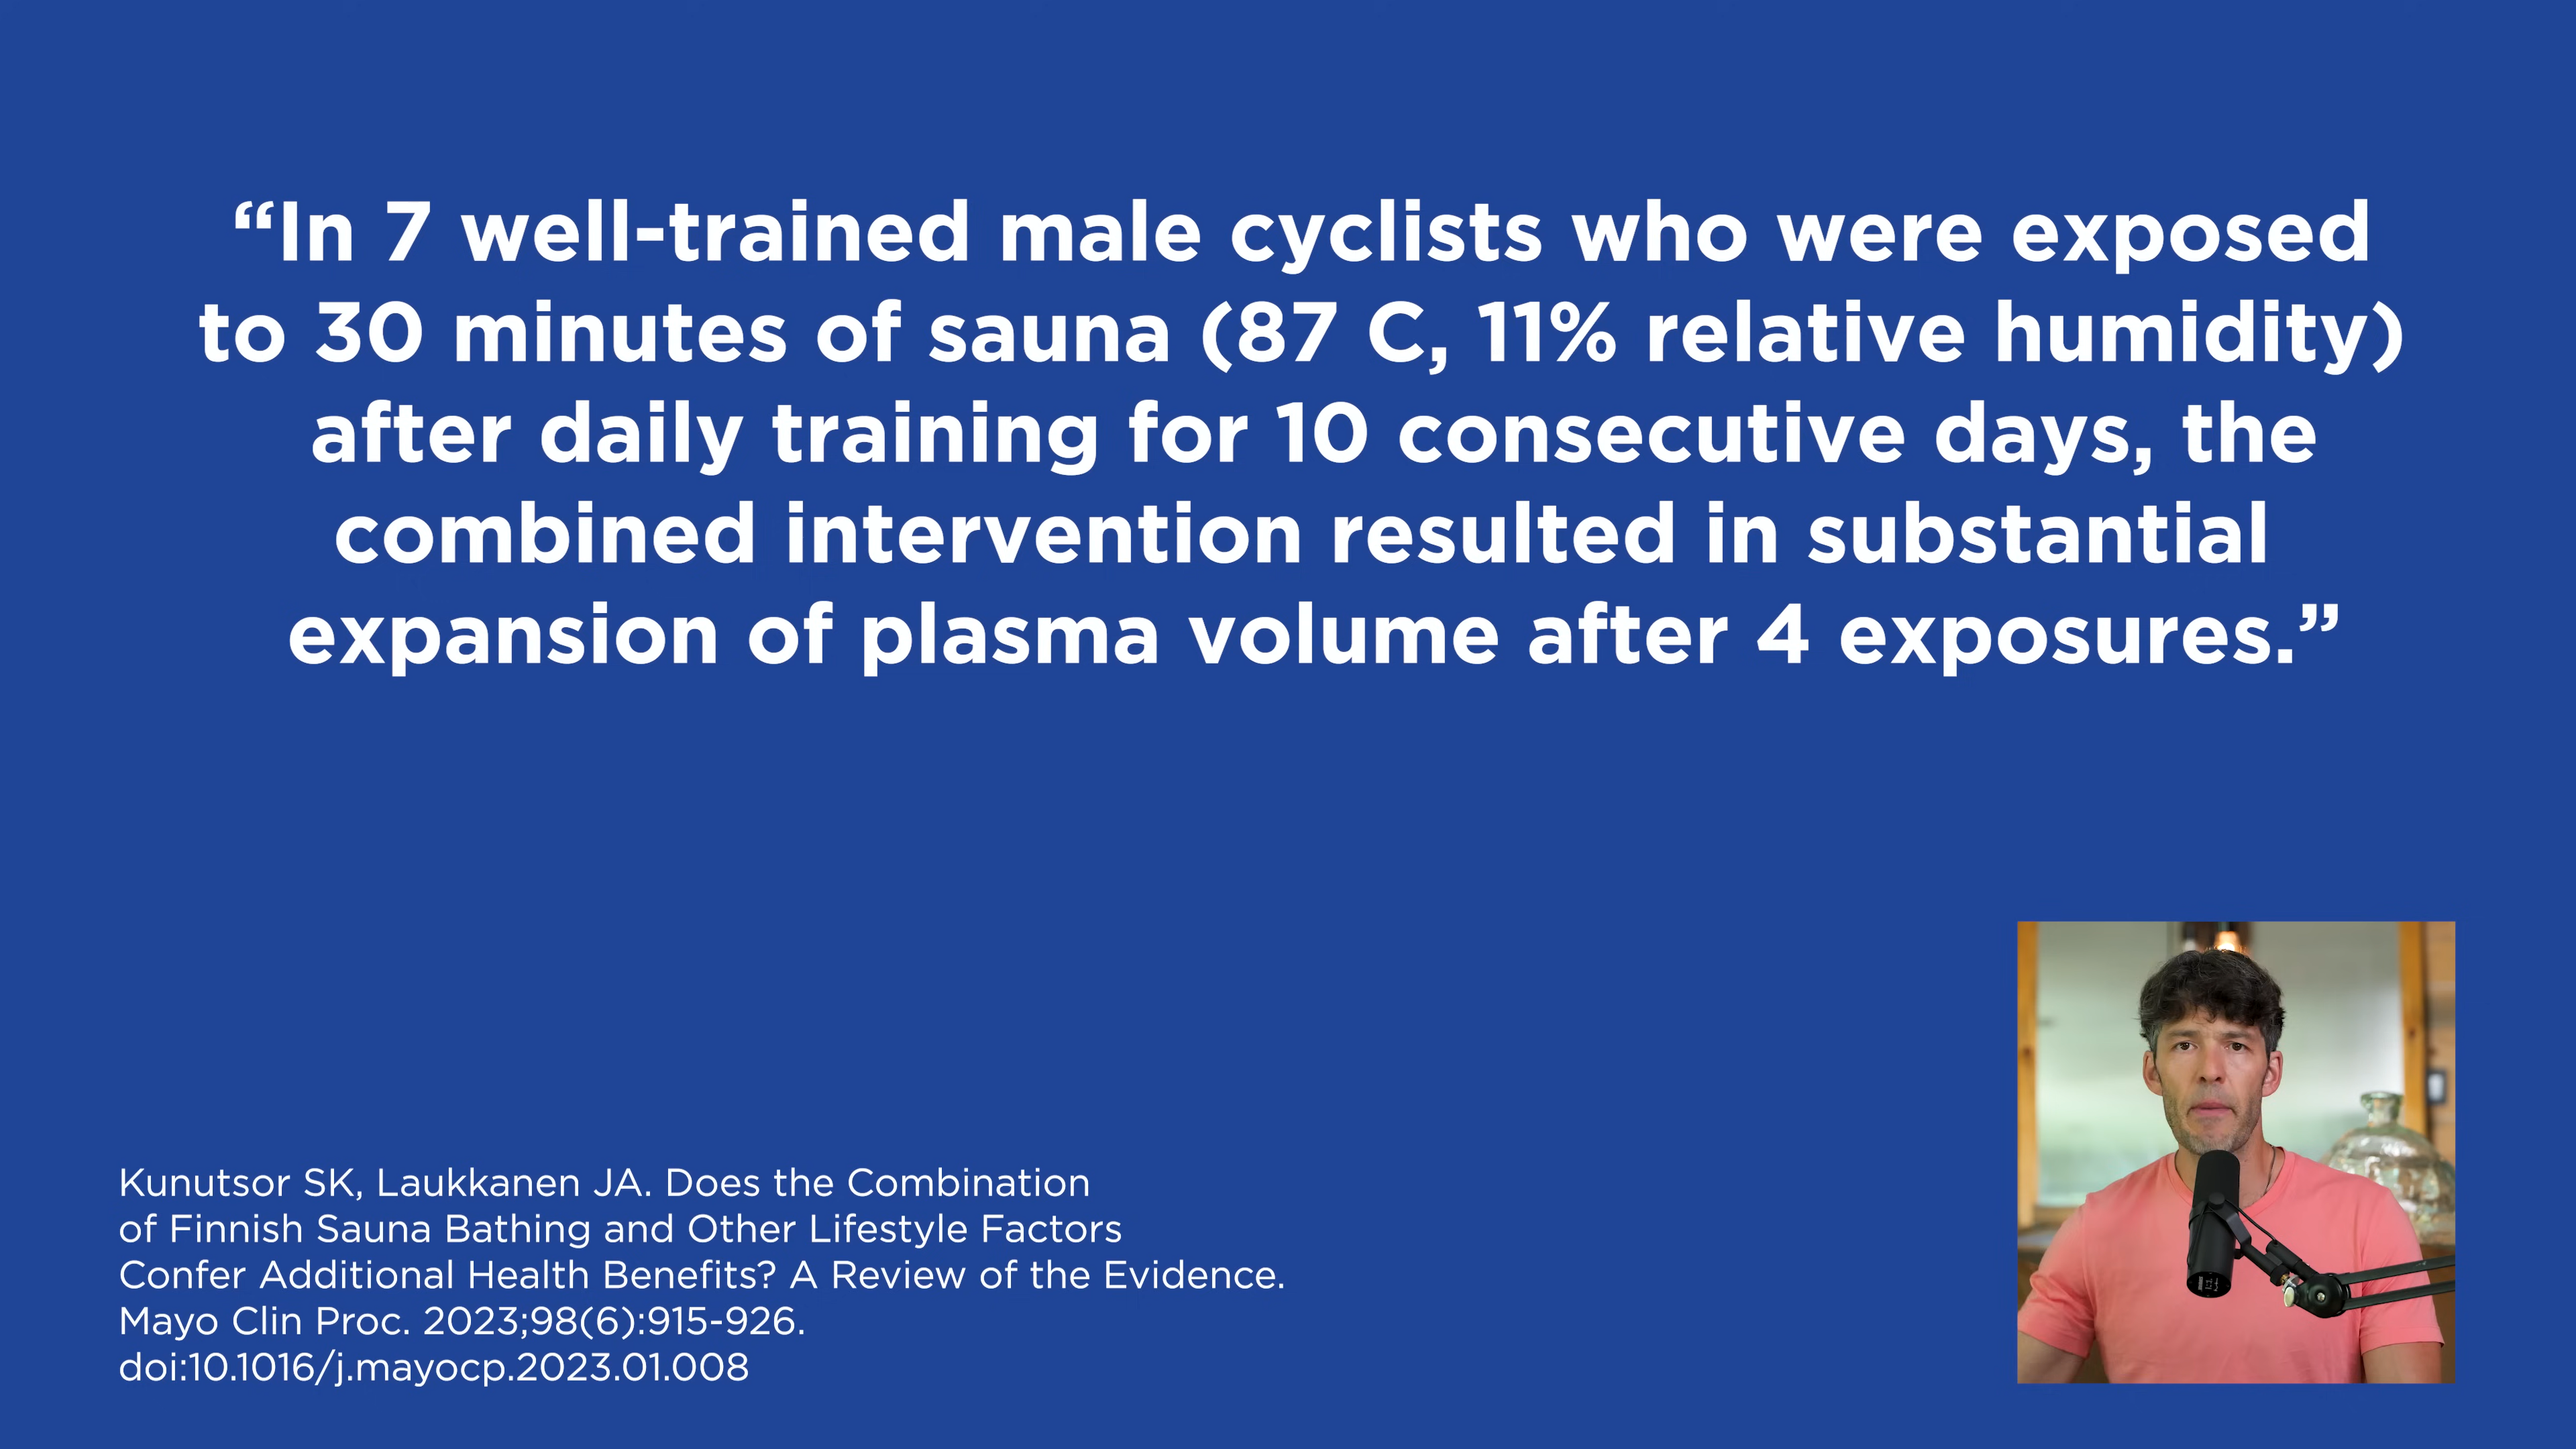 “In 7 well-trained male cyclists who were exposed
to 30 minutes of sauna (87 C, 11% relative humidity)
after daily training for 10 consecutive days, the
combined intervention resulted in substantial
expansion of plasma volume after 4 exposures.”
Kunutsor SK, Laukkanen JA. Does the Combination
of Finnish Sauna Bathing and Other Lifestyle Factors
Confer Additional Health Benefits? A Review of the Evidence.
Mayo Clin Proc. 2023;98(6):915-926.
doi:10.1016/j.mayocp.2023.01.008